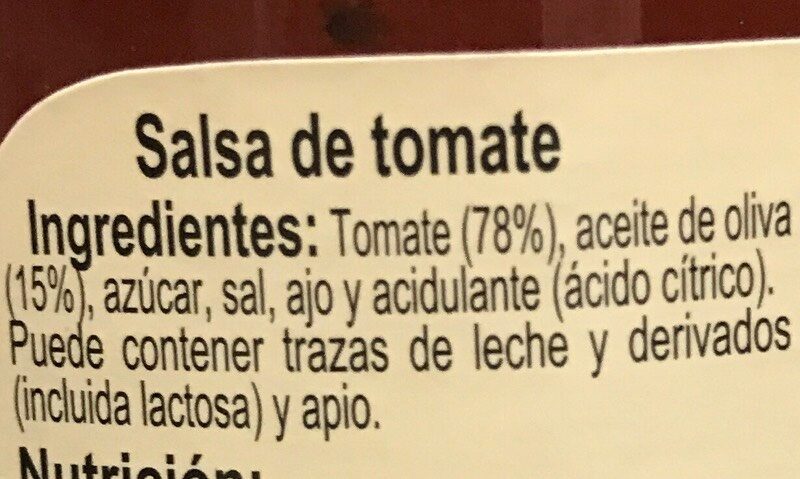 Salsa de tomate
Ingredientes: Tomate (78%), aceite de oliva
(15%), azúcar, sal, ajo y acidulante (ácido cítrico).
Puede contener trazas de leche y derivados
(incluida lactosa) y apio.
Nutrición: